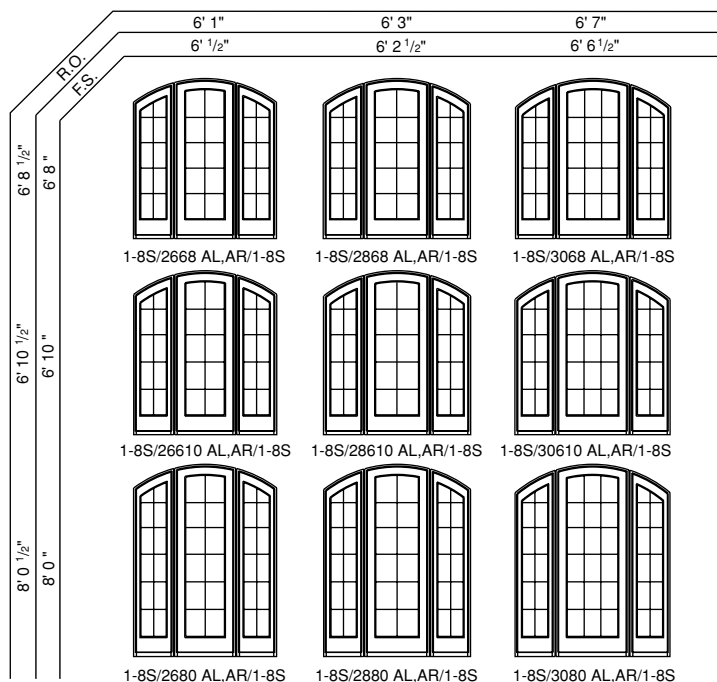 6' 1" 6' 3" 6' 7"
R.O.
6' 1/2" 6' 2 1/2" 6' 6 1/2"
F.S.
6' 8 1/2" 6' 8"
1-8S/2668 AL,AR/1-8S 1-8S/2868 AL,AR/1-8S 1-8S/3068 AL,AR/1-8S
6' 10 1/2" 6' 10"
1-8S/26610 AL,AR/1-8S 1-8S/28610 AL,AR/1-8S 1-8S/30610 AL,AR/1-8S
8' 0 1/2" 8' 0"
1-8S/2680 AL,AR/1-8S 1-8S/2880 AL,AR/1-8S 1-8S/3080 AL,AR/1-8S